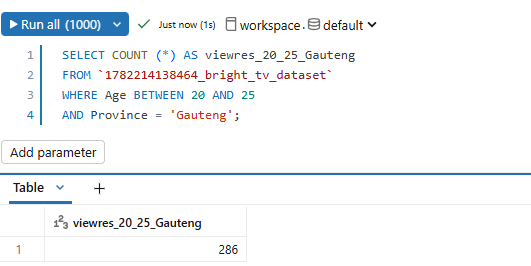 Run all (1000)
Just now (1s)
workspace . default
1 SELECT COUNT (*) AS viewres_20_25_Gauteng
2 FROM `1782214138464_bright_tv_dataset`
3 WHERE Age BETWEEN 20 AND 25
4 AND Province = 'Gauteng';
Add parameter
Table +
123 viewres_20_25_Gauteng
1 286